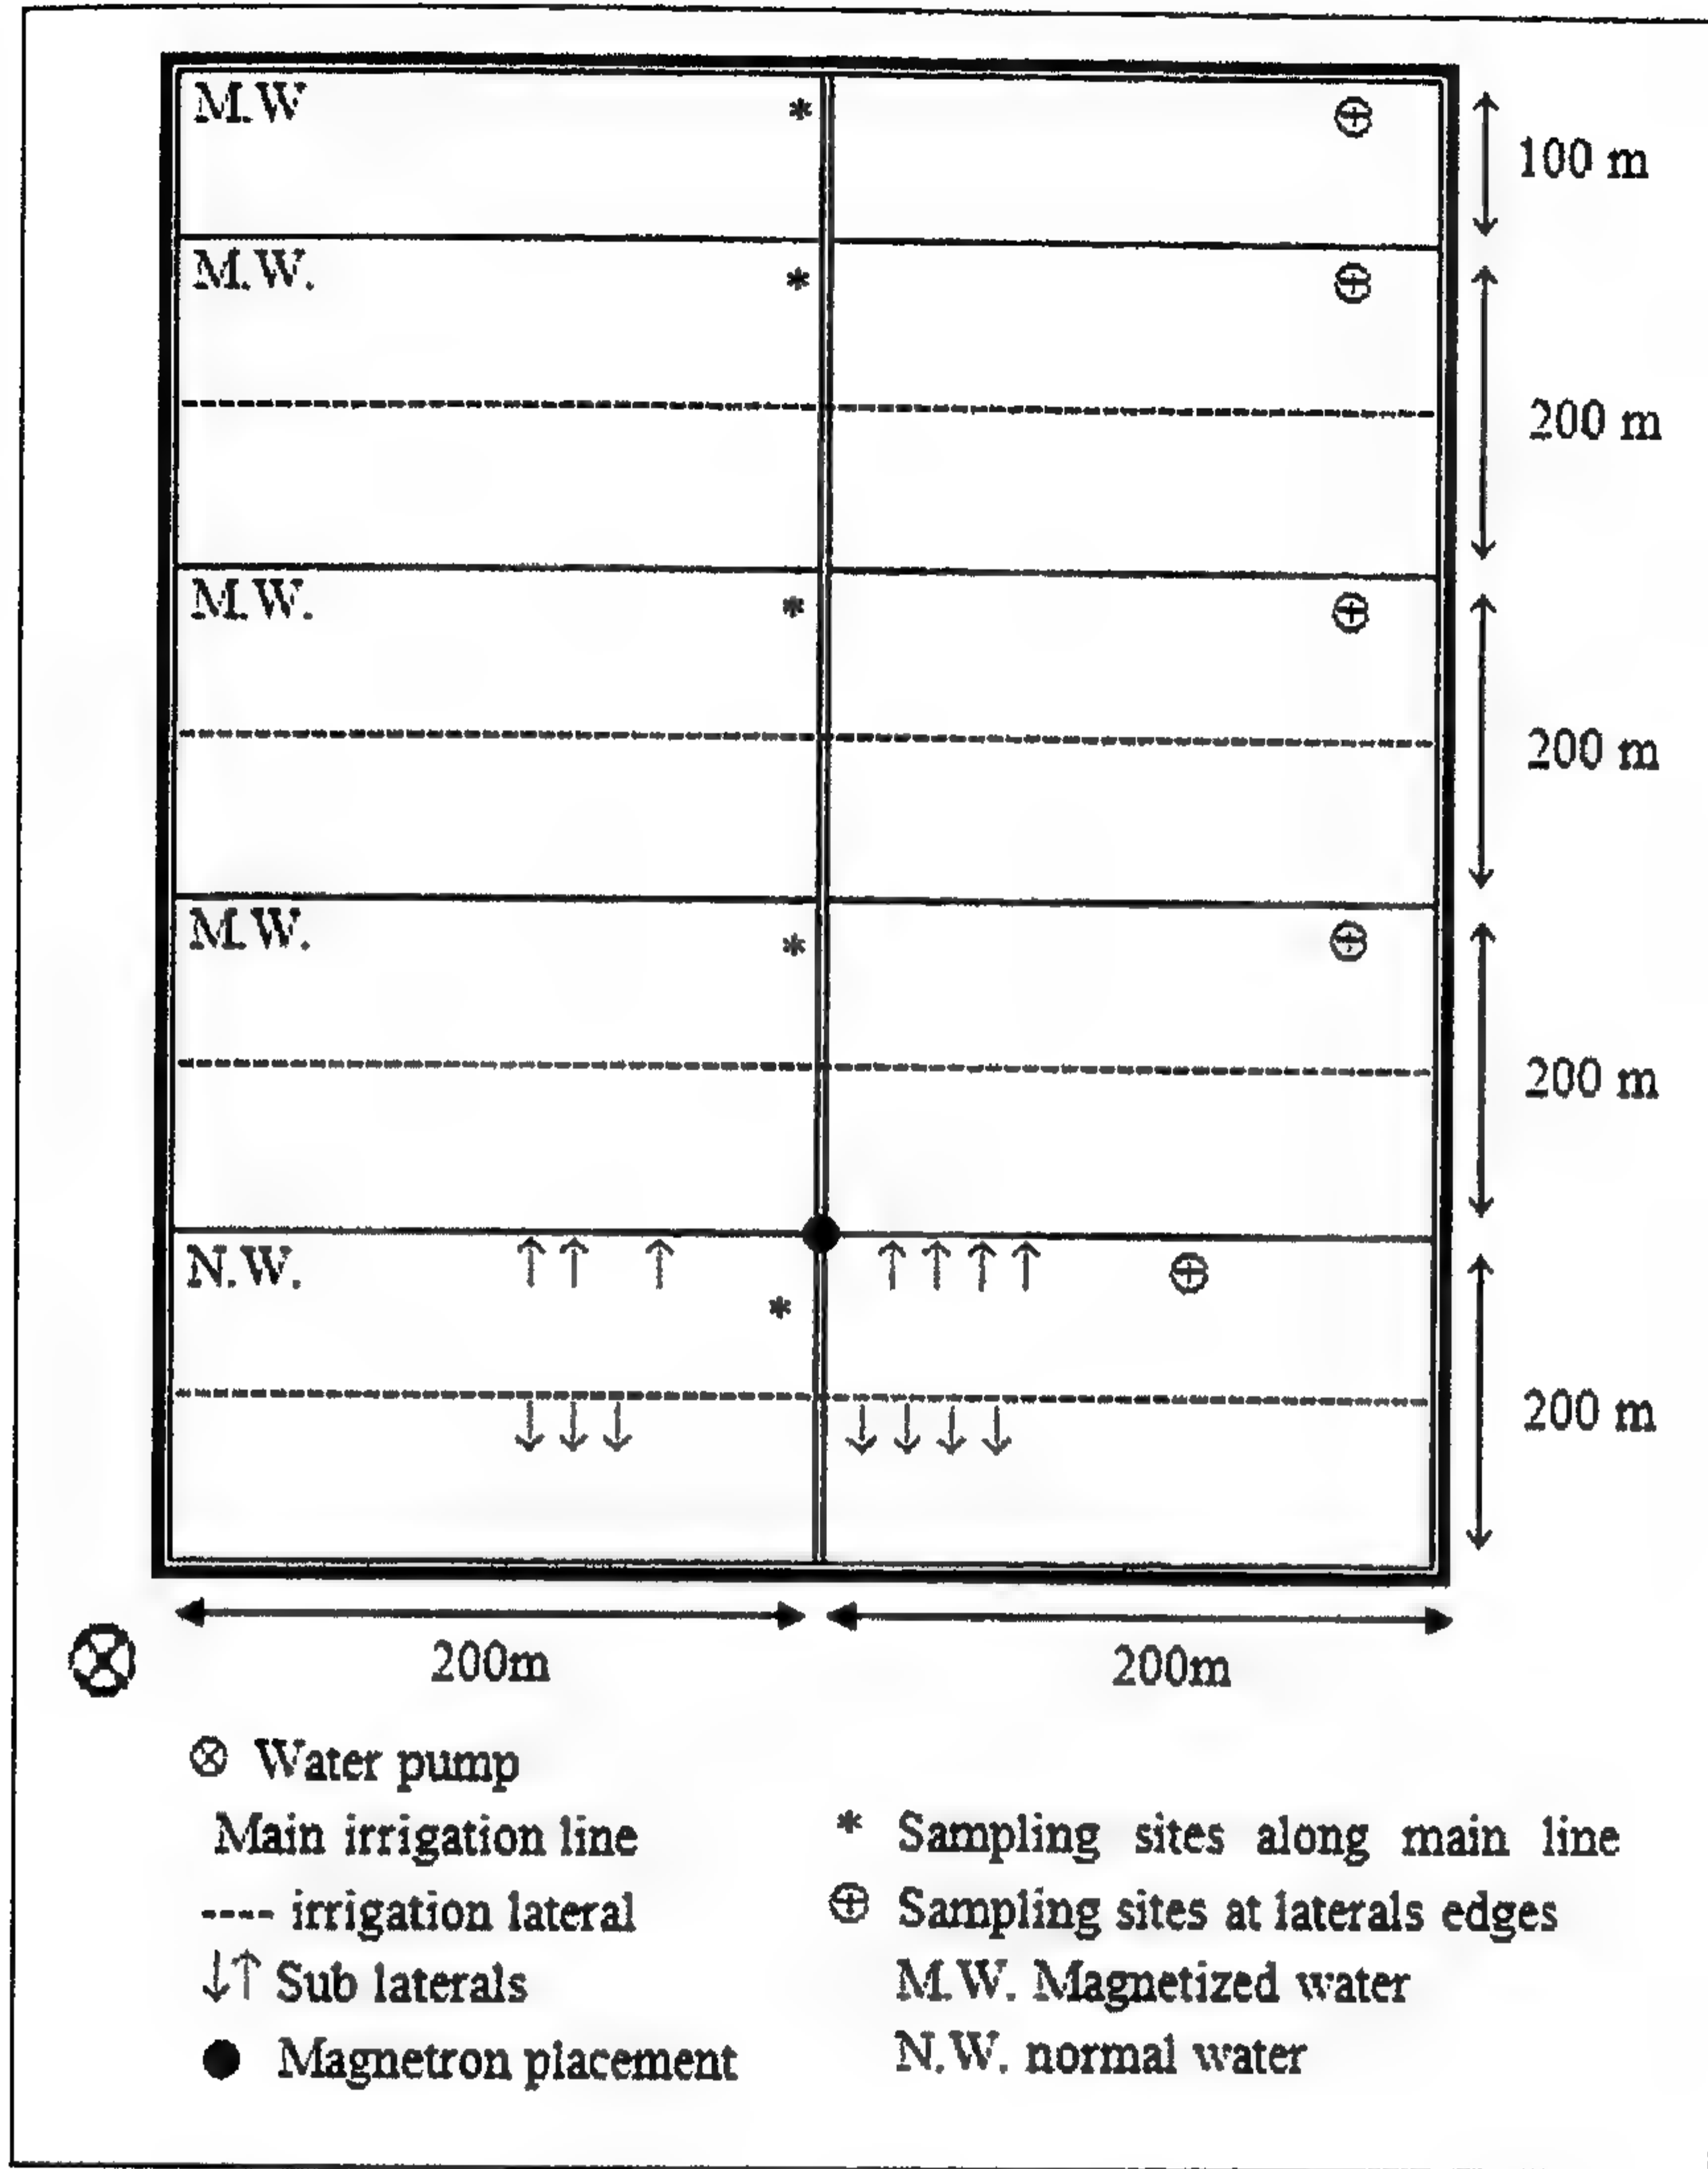 M.W
100 m
M.W.
200 m
M.W.
200 m
M.W.
200 m
N.W.
200 m
200m 200m
Water pump
Main irrigation line
---- irrigation lateral
↓↑ Sub laterals
● Magnetron placement
* Sampling sites along main line
⊕ Sampling sites at laterals edges
M.W. Magnetized water
N.W. normal water